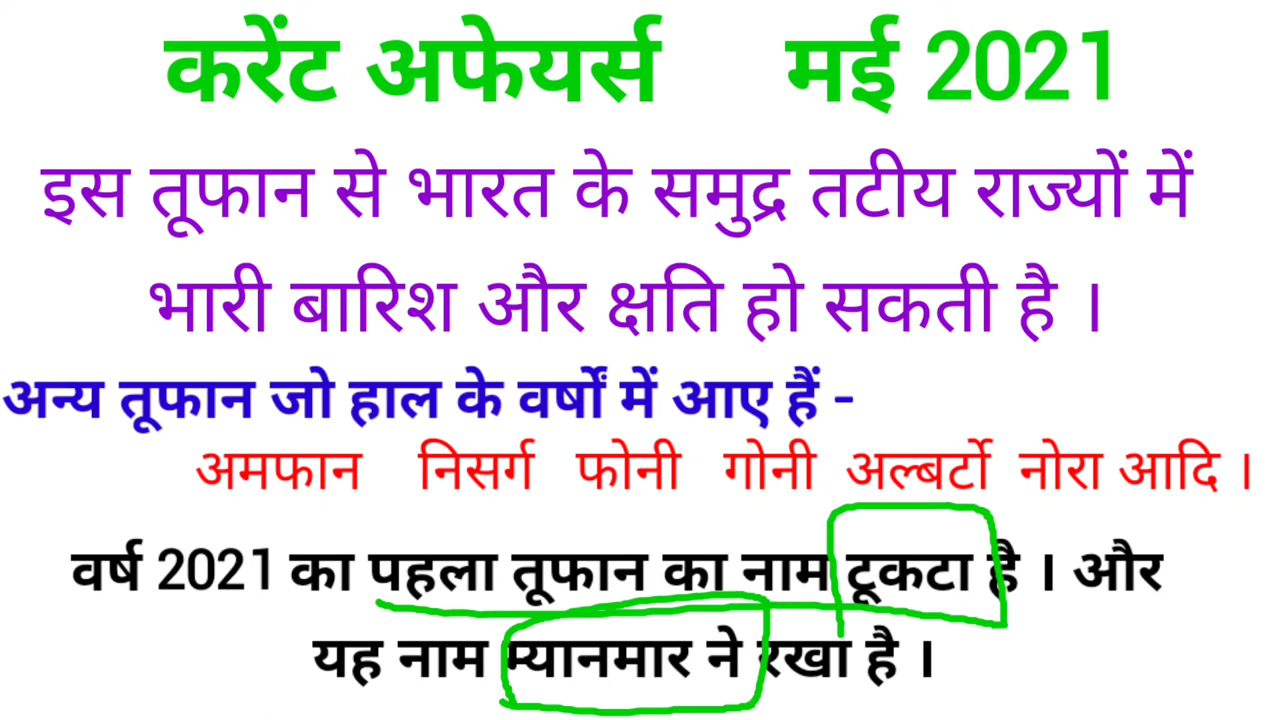 करेंट अफेयर्स मई 2021
इस तूफान से भारत के समुद्र तटीय राज्यों में
भारी बारिश और क्षति हो सकती है ।
अन्य तूफान जो हाल के वर्षों में आए हैं -
अमफान निसर्ग फोनी गोनी अल्बर्टो नोरा आदि ।
वर्ष 2021 का पहला तूफान का नाम टूकटा है । और
यह नाम म्यानमार ने रखा है ।